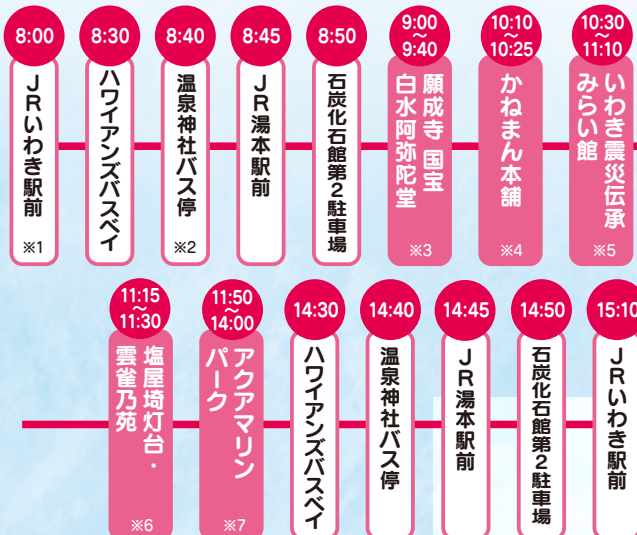 8:00
JRいわき駅前
※1
8:30
ハワイアンズバスベイ
8:40
温泉神社バス停
※2
8:45
JR湯本駅前
8:50
石炭化石館第2駐車場
9:00
〜
9:40
願成寺 国宝
白水阿弥陀堂
※3
10:10
〜
10:25
かねまん本舗
※4
10:30
〜
11:10
いわき震災伝承
みらい館
※5
11:15
〜
11:30
塩屋埼灯台・
雲雀乃苑
※6
11:50
〜
14:00
アクアマリン
パーク
※7
14:30
ハワイアンズバスベイ
14:40
温泉神社バス停
14:45
JR湯本駅前
14:50
石炭化石館第2駐車場
15:10
JRいわき駅前